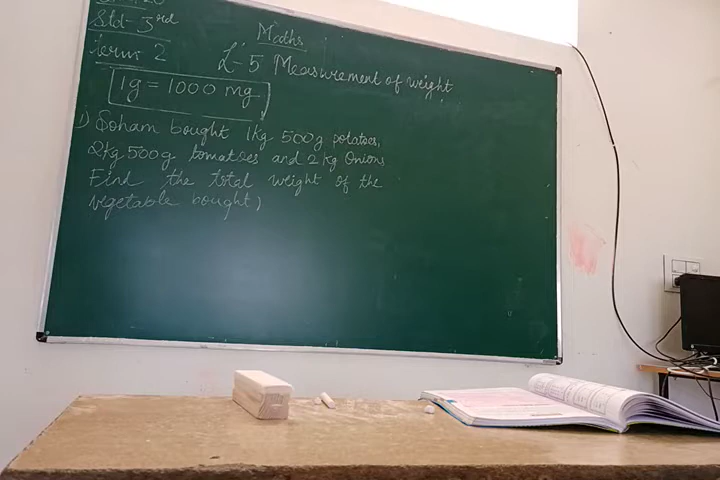 Std-3rd
Term 2
Maths
L-5 Measurement of weight
1g = 1000 mg
1) Soham bought 1kg 500g potatoes,
2kg 500g tomatoes and 2 kg Onions
Find the total weight of the
vegetable bought,